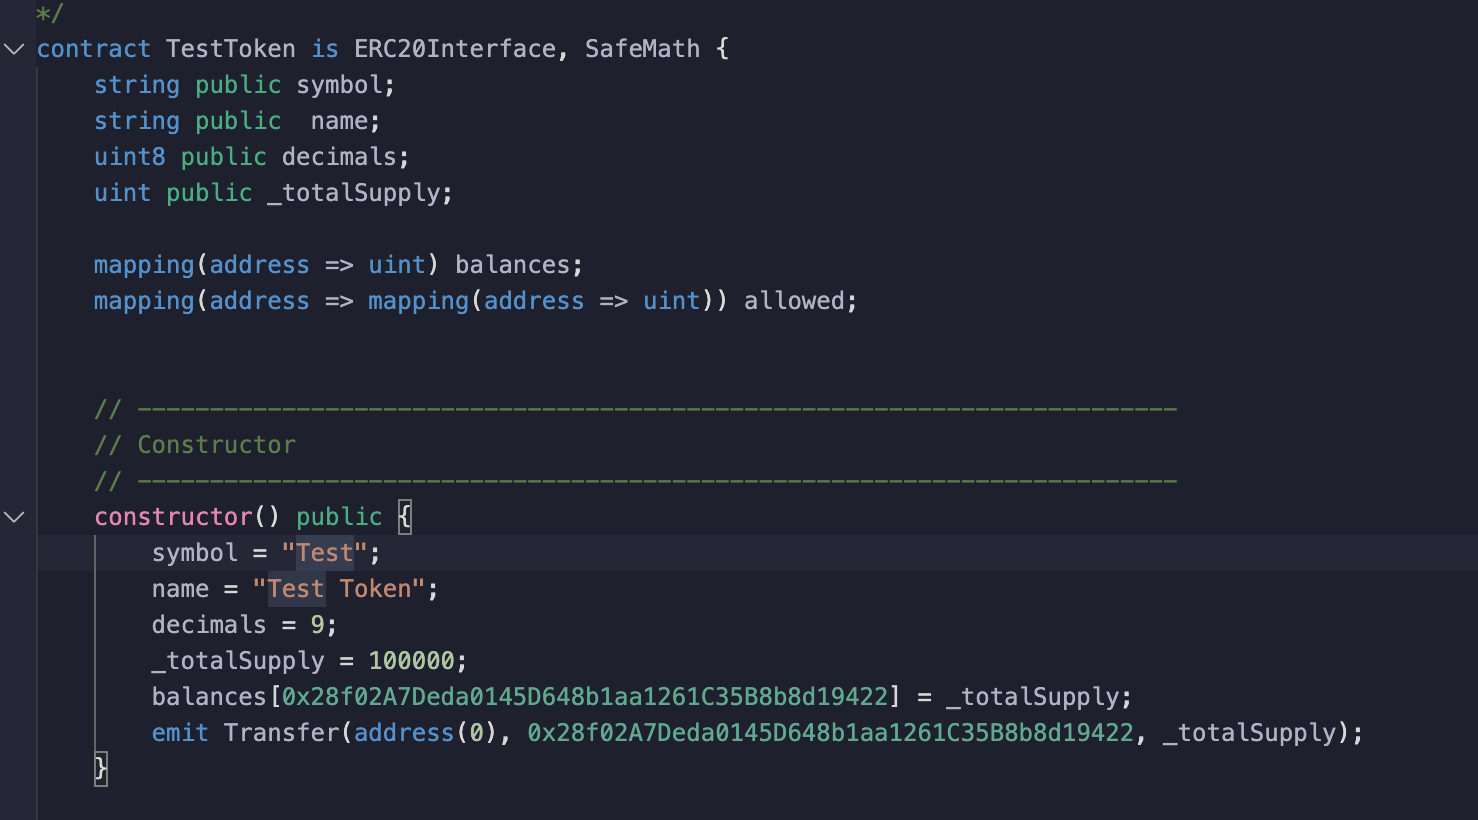 */
contract TestToken is ERC20Interface, SafeMath {
    string public symbol;
    string public  name;
    uint8 public decimals;
    uint public _totalSupply;

    mapping(address => uint) balances;
    mapping(address => mapping(address => uint)) allowed;


    // ------------------------------------------------------------------------
    // Constructor
    // ------------------------------------------------------------------------
    constructor() public {
        symbol = "Test";
        name = "Test Token";
        decimals = 9;
        _totalSupply = 100000;
        balances[0x28f02A7Deda0145D648b1aa1261C35B8b8d19422] = _totalSupply;
        emit Transfer(address(0), 0x28f02A7Deda0145D648b1aa1261C35B8b8d19422, _totalSupply);
    }